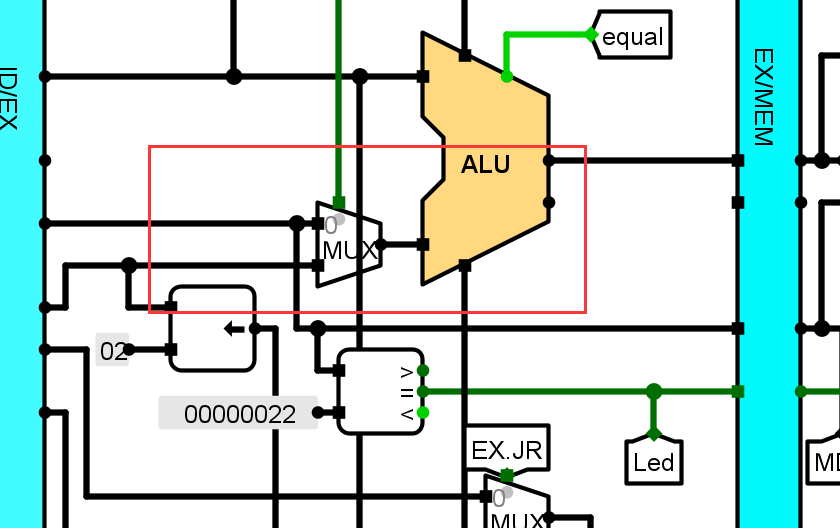 ID/EX
equal
EX/MEM
ALU
0
MUX
02
>
=
<
00000022
EX.JR
Led
0
MUX